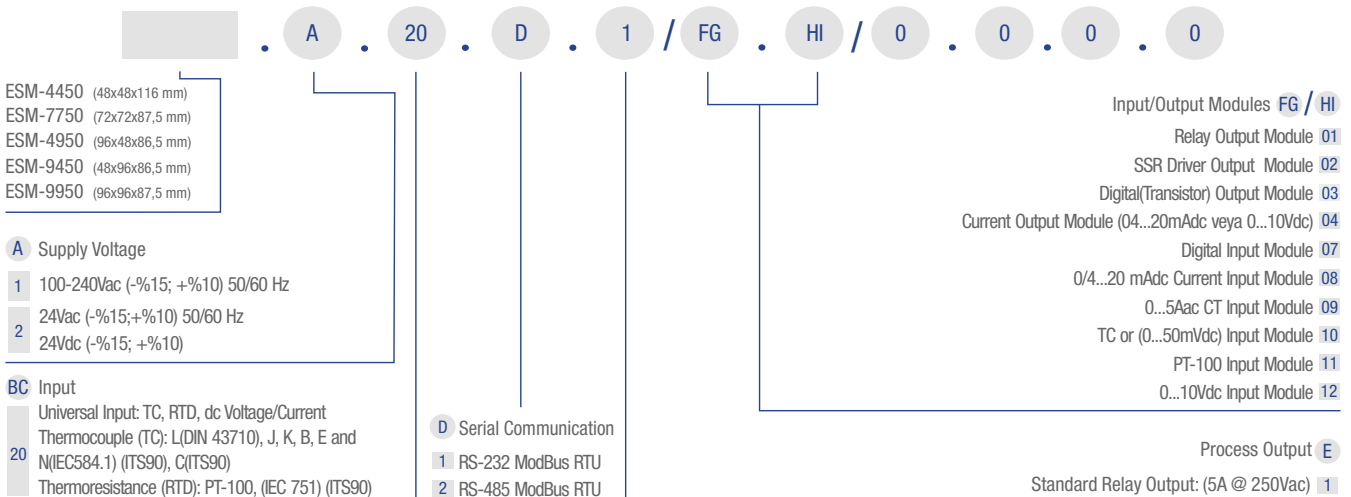 . A . 20 . D . 1 / FG . HI / 0 . 0 . 0 . 0
ESM-4450 (48x48x116 mm)
ESM-7750 (72x72x87,5 mm)
ESM-4950 (96x48x86,5 mm)
ESM-9450 (48x96x86,5 mm)
ESM-9950 (96x96x87,5 mm)
A Supply Voltage
1 100-240Vac (-%15; +%10) 50/60 Hz
2 24Vac (-%15;+%10) 50/60 Hz
24Vdc (-%15; +%10)
BC Input
Universal Input: TC, RTD, dc Voltage/Current
Thermocouple (TC): L(DIN 43710), J, K, B, E and
20 N(IEC584.1) (ITS90), C(ITS90)
Thermoresistance (RTD): PT-100, (IEC 751) (ITS90)
D Serial Communication
1 RS-232 ModBus RTU
2 RS-485 ModBus RTU
Input/Output Modules FG / HI
Relay Output Module 01
SSR Driver Output Module 02
Digital(Transistor) Output Module 03
Current Output Module (04...20mAdc veya 0...10Vdc) 04
Digital Input Module 07
0/4...20 mAdc Current Input Module 08
0...5Aac CT Input Module 09
TC or (0...50mVdc) Input Module 10
PT-100 Input Module 11
0...10Vdc Input Module 12
Process Output E
Standard Relay Output: (5A @ 250Vac) 1